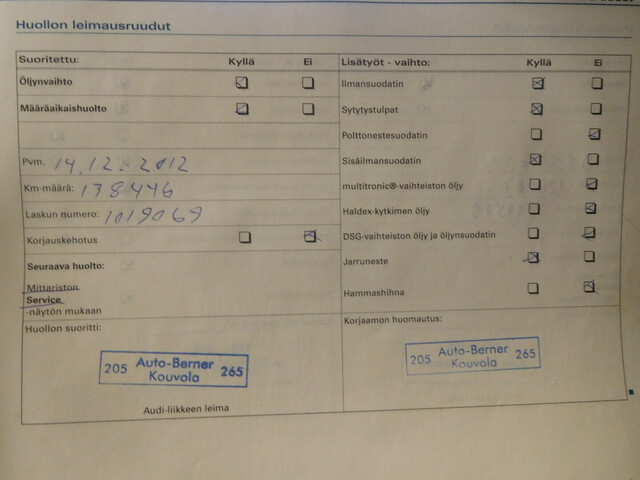 Huollon leimausruudut
Suoritettu: Kyllä Ei
Öljynvaihto
Määräaikaishuolto
Pvm. 14.12.2012
Km-määrä: 138446
Laskun numero: 1019069
Korjauskehotus
Seuraava huolto:
Mittariston
Service
-näytön mukaan
Huollon suoritti:
205 Auto-Berner 265
Kouvola
Audi-liikkeen leima
Lisätyöt - vaihto: Kyllä Ei
Ilmansuodatin
Sytytystulpat
Polttonestesuodatin
Sisäilmansuodatin
multitronic®-vaihteiston öljy
Haldex-kytkimen öljy
DSG-vaihteiston öljy ja öljynsuodatin
Jarruneste
Hammashihna
Korjaamon huomautus:
205 Auto-Berner 265
Kouvola